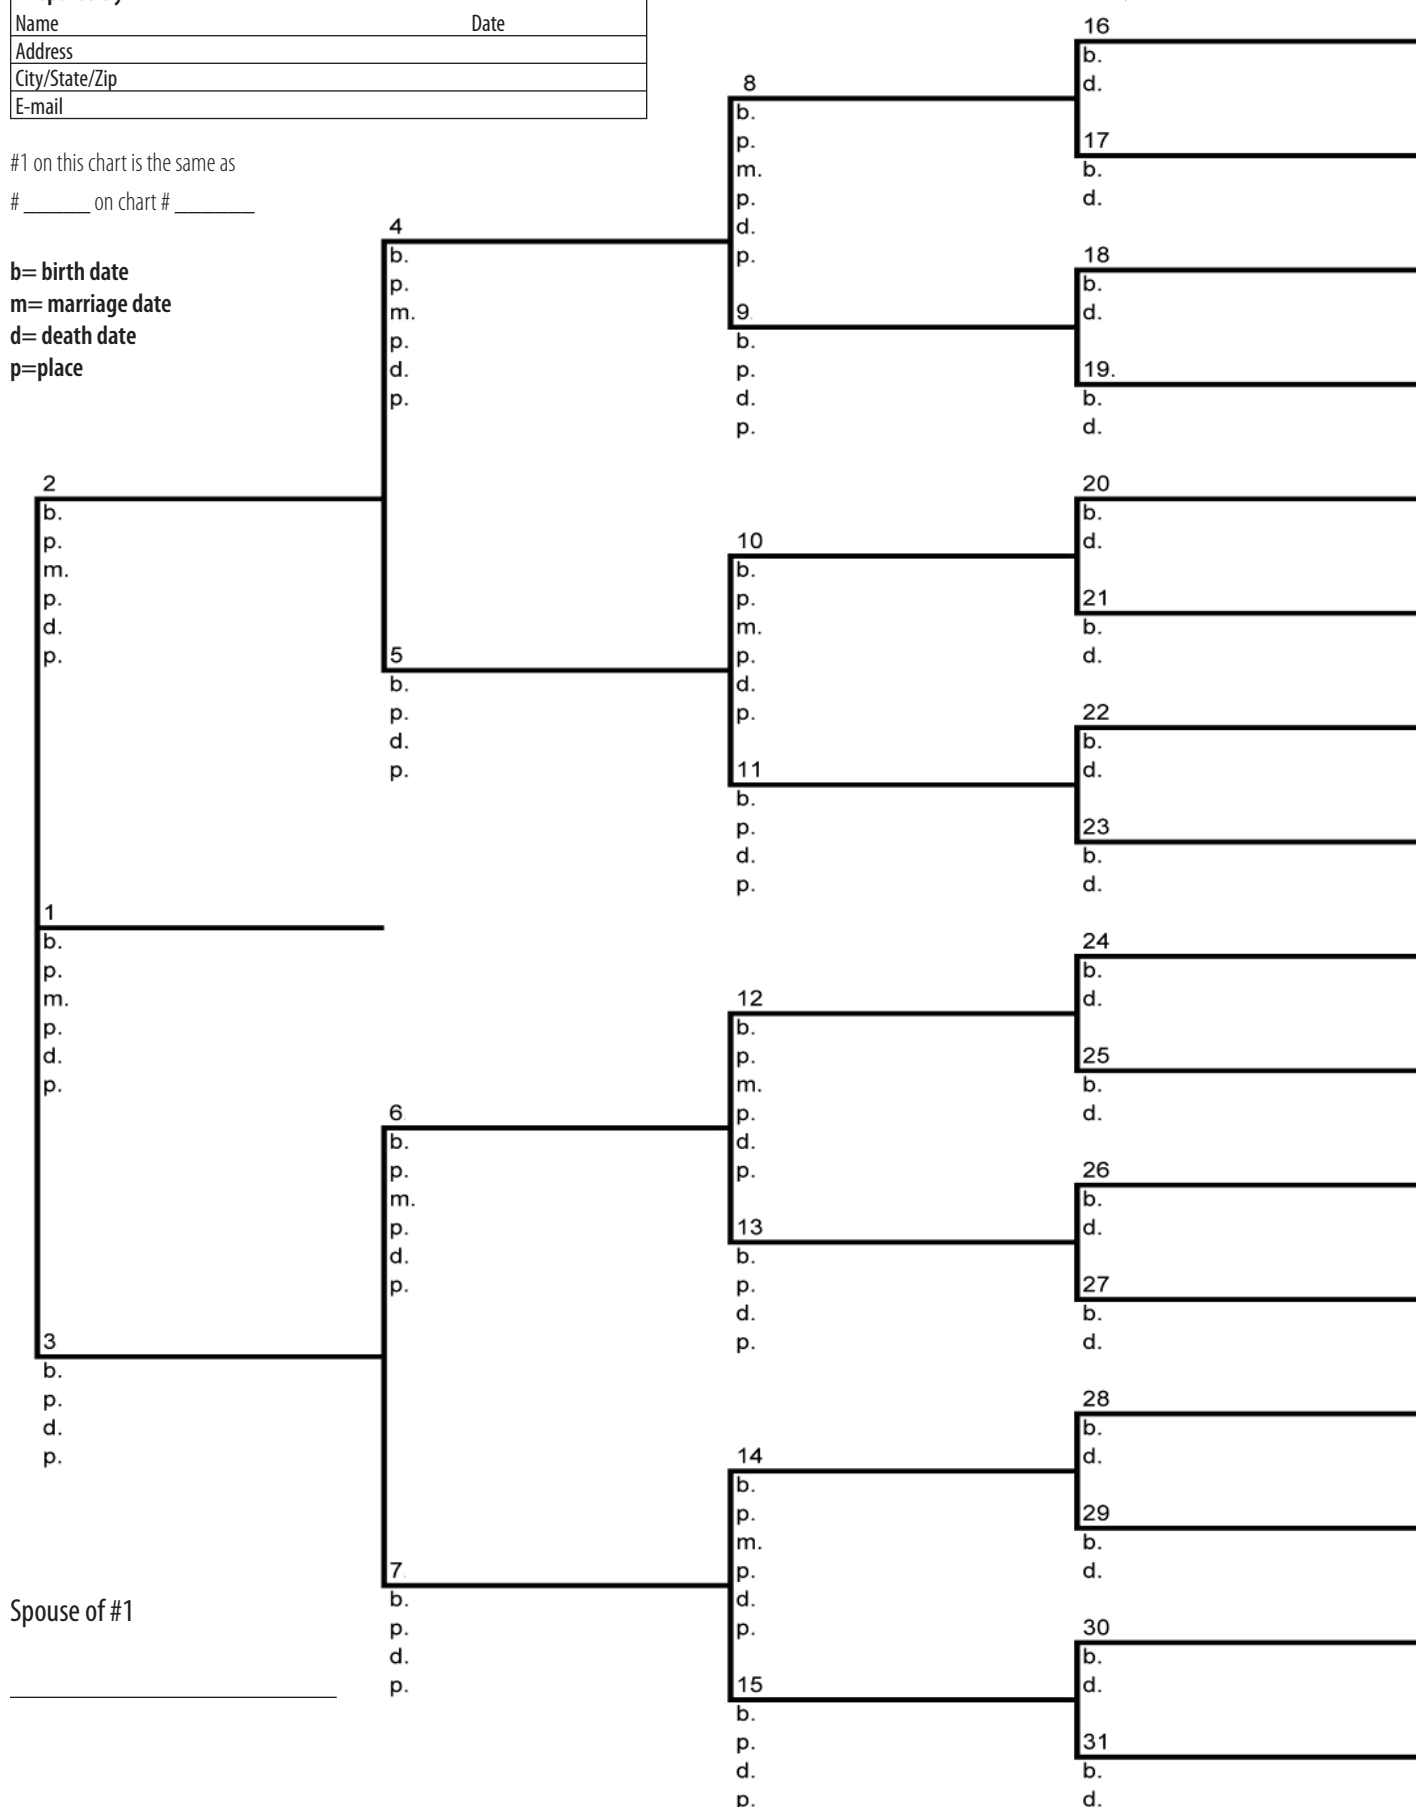 Name Date
Address
City/State/Zip
E-mail
#1 on this chart is the same as
# _____ on chart # ______
b= birth date
m= marriage date
d= death date
p=place
2
b.
p.
m.
p.
d.
p.
1
b.
p.
m.
p.
d.
p.
3
b.
p.
d.
p.
Spouse of #1
4
b.
p.
m.
p.
d.
p.
5
b.
p.
d.
p.
6
b.
p.
m.
p.
d.
p.
7.
b.
p.
d.
p.
8
b.
p.
m.
p.
d.
p.
9.
b.
p.
d.
p.
10
b.
p.
m.
p.
d.
p.
11
b.
p.
d.
p.
12
b.
p.
m.
p.
d.
p.
13
b.
p.
d.
p.
14
b.
p.
m.
p.
d.
p.
15
b.
p.
d.
p.
16
b.
d.
17
b.
d.
18
b.
d.
19.
b.
d.
20
b.
d.
21
b.
d.
22
b.
d.
23
b.
d.
24
b.
d.
25
b.
d.
26
b.
d.
27
b.
d.
28
b.
d.
29
b.
d.
30
b.
d.
31
b.
d.